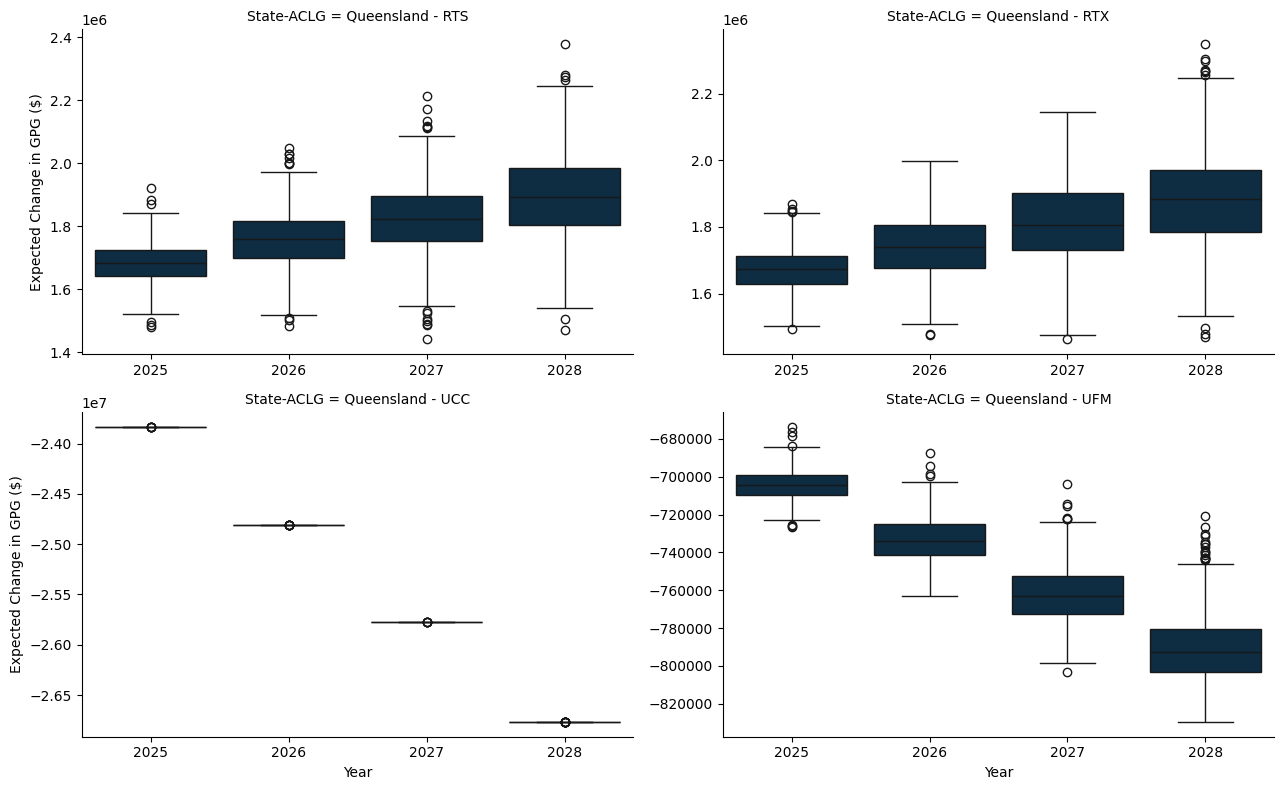 State-ACLG = Queensland - RTS
1e6
2.4
2.2
2.0
1.8
1.6
1.4
Expected Change in GPG ($)
2025 2026 2027 2028
State-ACLG = Queensland - RTX
1e6
2.2
2.0
1.8
1.6
2025 2026 2027 2028
State-ACLG = Queensland - UCC
1e7
−2.40
−2.45
−2.50
−2.55
−2.60
−2.65
Expected Change in GPG ($)
2025 2026 2027 2028
Year
State-ACLG = Queensland - UFM
−680000
−700000
−720000
−740000
−760000
−780000
−800000
−820000
2025 2026 2027 2028
Year